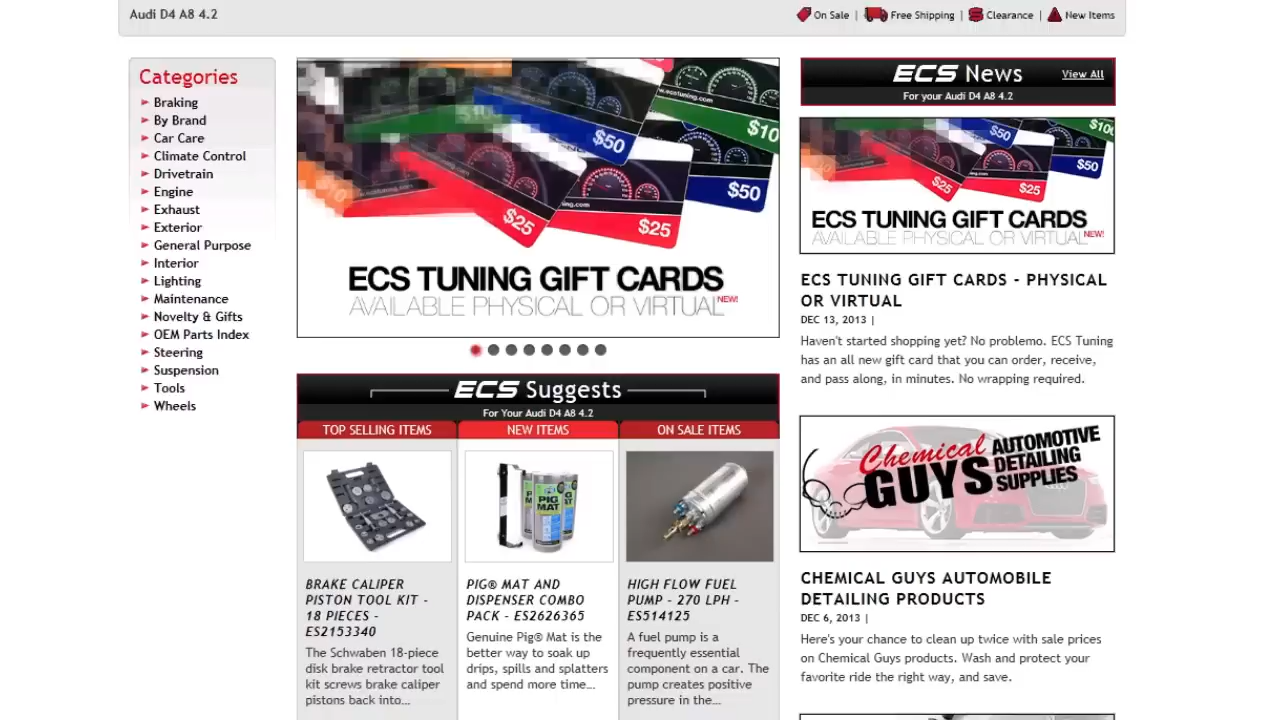 Audi D4 A8 4.2
On Sale | Free Shipping | Clearance | New Items
Categories
Braking
By Brand
Car Care
Climate Control
Drivetrain
Engine
Exhaust
Exterior
General Purpose
Interior
Lighting
Maintenance
Novelty & Gifts
OEM Parts Index
Steering
Suspension
Tools
Wheels
w.ecstuning.com
$10
$50
$50
$25
$25
ECS TUNING GIFT CARDS
AVAILABLE PHYSICAL OR VIRTUAL NEW!
ECS Suggests
For Your Audi D4 A8 4.2
TOP SELLING ITEMS
NEW ITEMS
ON SALE ITEMS
PIG MAT
BRAKE CALIPER
PISTON TOOL KIT -
18 PIECES -
ES2153340
The Schwaben 18-piece
disk brake retractor tool
kit screws brake caliper
pistons back into...
PIG® MAT AND
DISPENSER COMBO
PACK - ES2626365
Genuine Pig® Mat is the
better way to soak up
drips, spills and splatters
and spend more time...
HIGH FLOW FUEL
PUMP - 270 LPH -
ES514125
A fuel pump is a
frequently essential
component on a car. The
pump creates positive
pressure in the...
ECS News View All
For your Audi D4 A8 4.2
$100
$50
$50
$25
$25
ECS TUNING GIFT CARDS
AVAILABLE PHYSICAL OR VIRTUAL NEW!
ECS TUNING GIFT CARDS - PHYSICAL
OR VIRTUAL
DEC 13, 2013 |
Haven't started shopping yet? No problemo. ECS Tuning
has an all new gift card that you can order, receive,
and pass along, in minutes. No wrapping required.
Chemical GUYS AUTOMOTIVE
DETAILING
SUPPLIES
CHEMICAL GUYS AUTOMOBILE
DETAILING PRODUCTS
DEC 6, 2013 |
Here's your chance to clean up twice with sale prices
on Chemical Guys products. Wash and protect your
favorite ride the right way, and save.